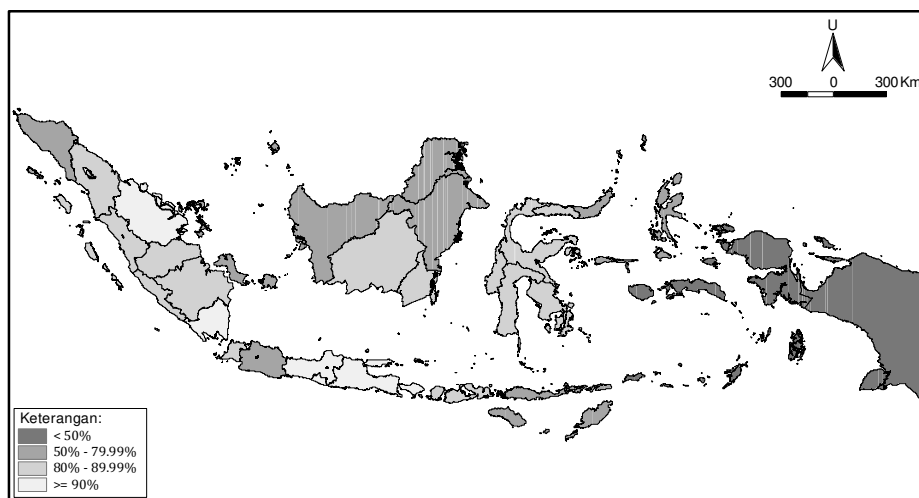 U
300 0 300 Km
Keterangan:
< 50%
50% - 79.99%
80% - 89.99%
>= 90%